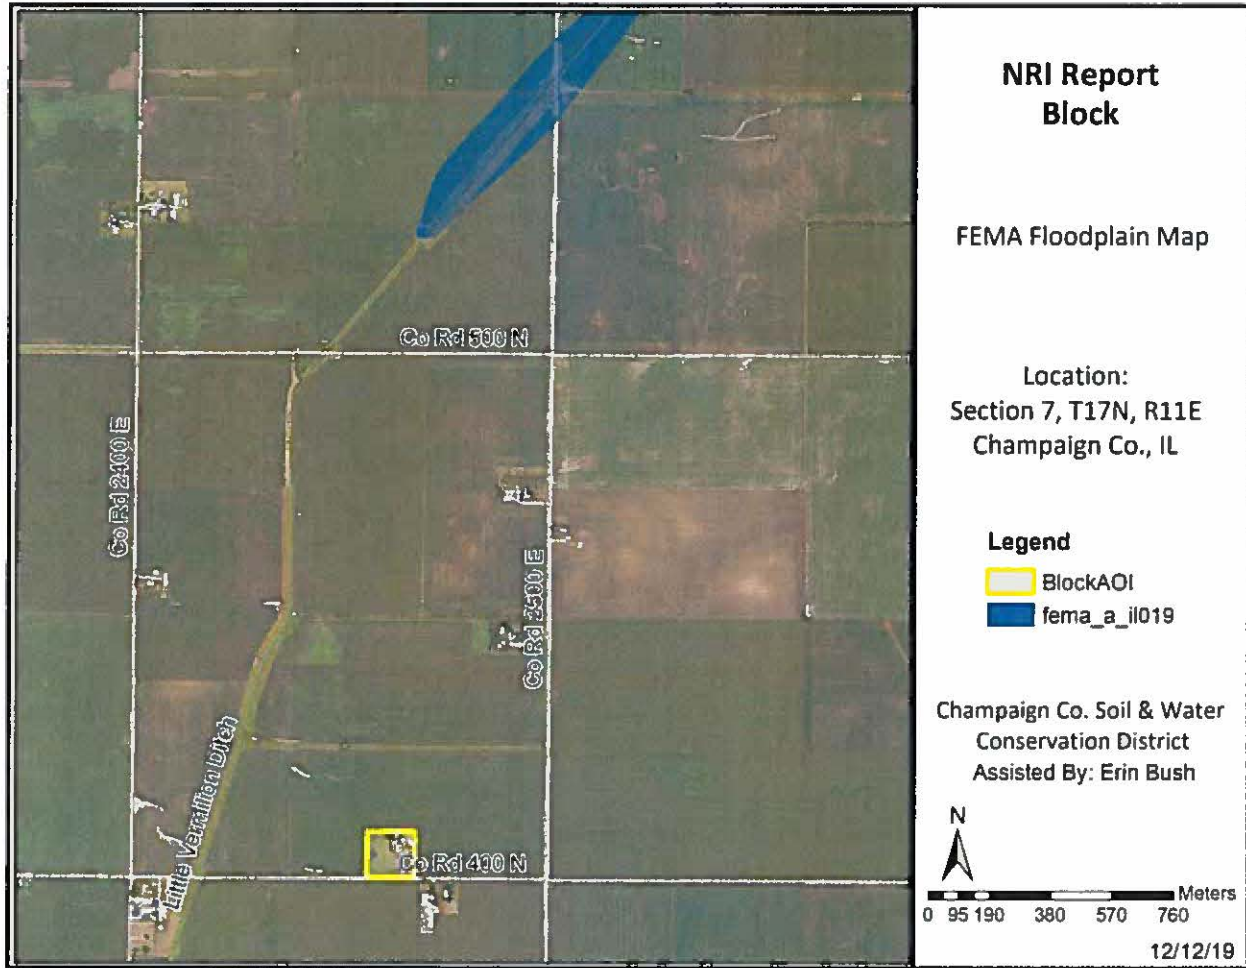 NRI Report
Block
FEMA Floodplain Map
Location:
Section 7, T17N, R11E
Champaign Co., IL
Legend
BlockAOI
fema_a_il019
Champaign Co. Soil & Water
Conservation District
Assisted By: Erin Bush
N
Meters
0 95 190 380 570 760
12/12/19
Co Rd 500 N
Co Rd 2400 E
Co Rd 2500 E
Little Vermilion Ditch
Co Rd 400 N